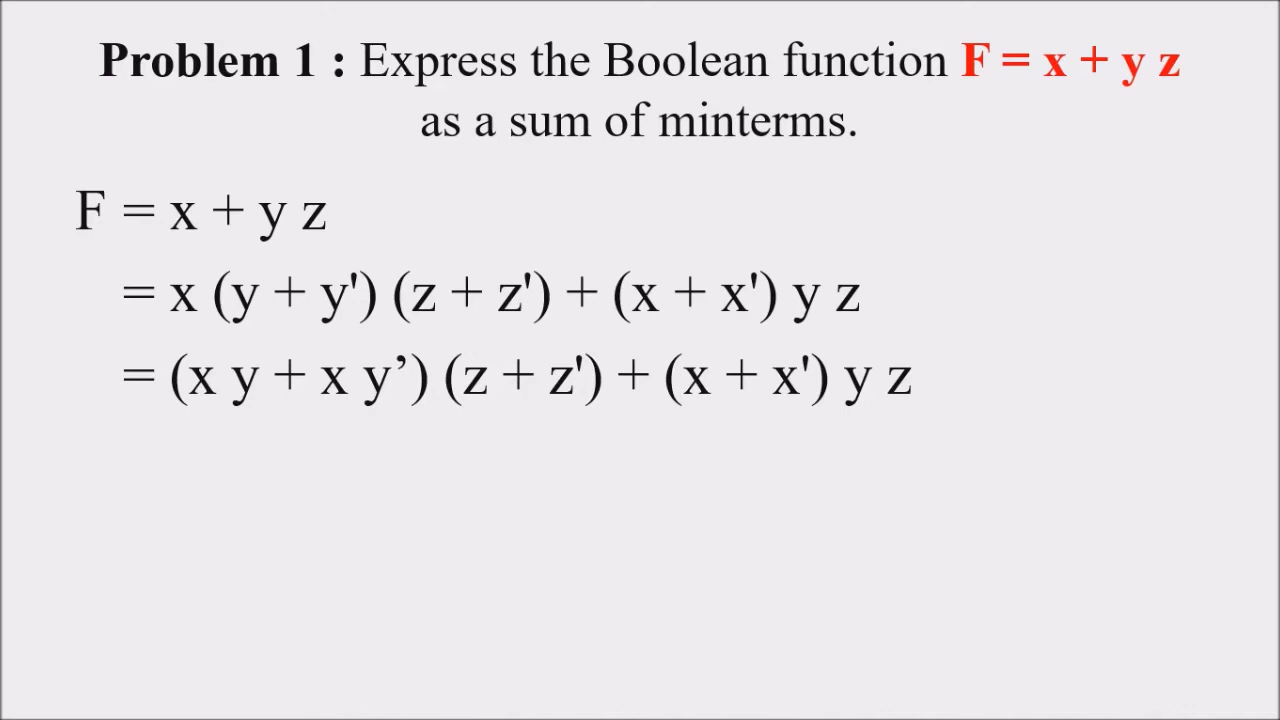 Problem 1 : Express the Boolean function F = x + y z
as a sum of minterms.
F = x + y z
= x (y + y') (z + z') + (x + x') y z
= (x y + x y’) (z + z') + (x + x') y z